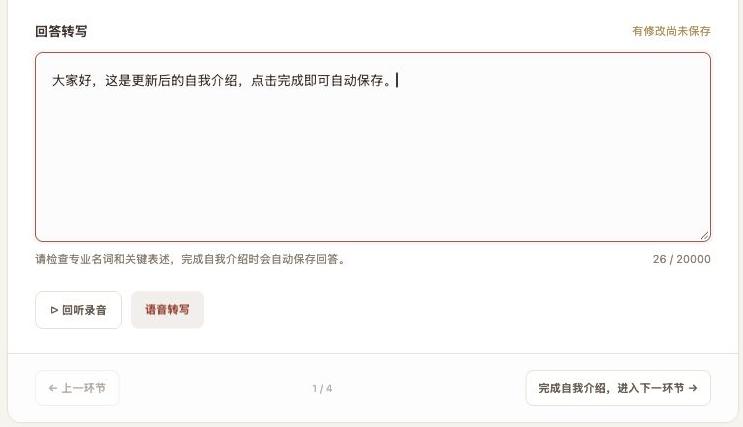 回答转写
有修改尚未保存
大家好，这是更新后的自我介绍，点击完成即可自动保存。
请检查专业名词和关键表述，完成自我介绍时会自动保存回答。
26 / 20000
回听录音
语音转写
← 上一环节
1 / 4
完成自我介绍，进入下一环节 →